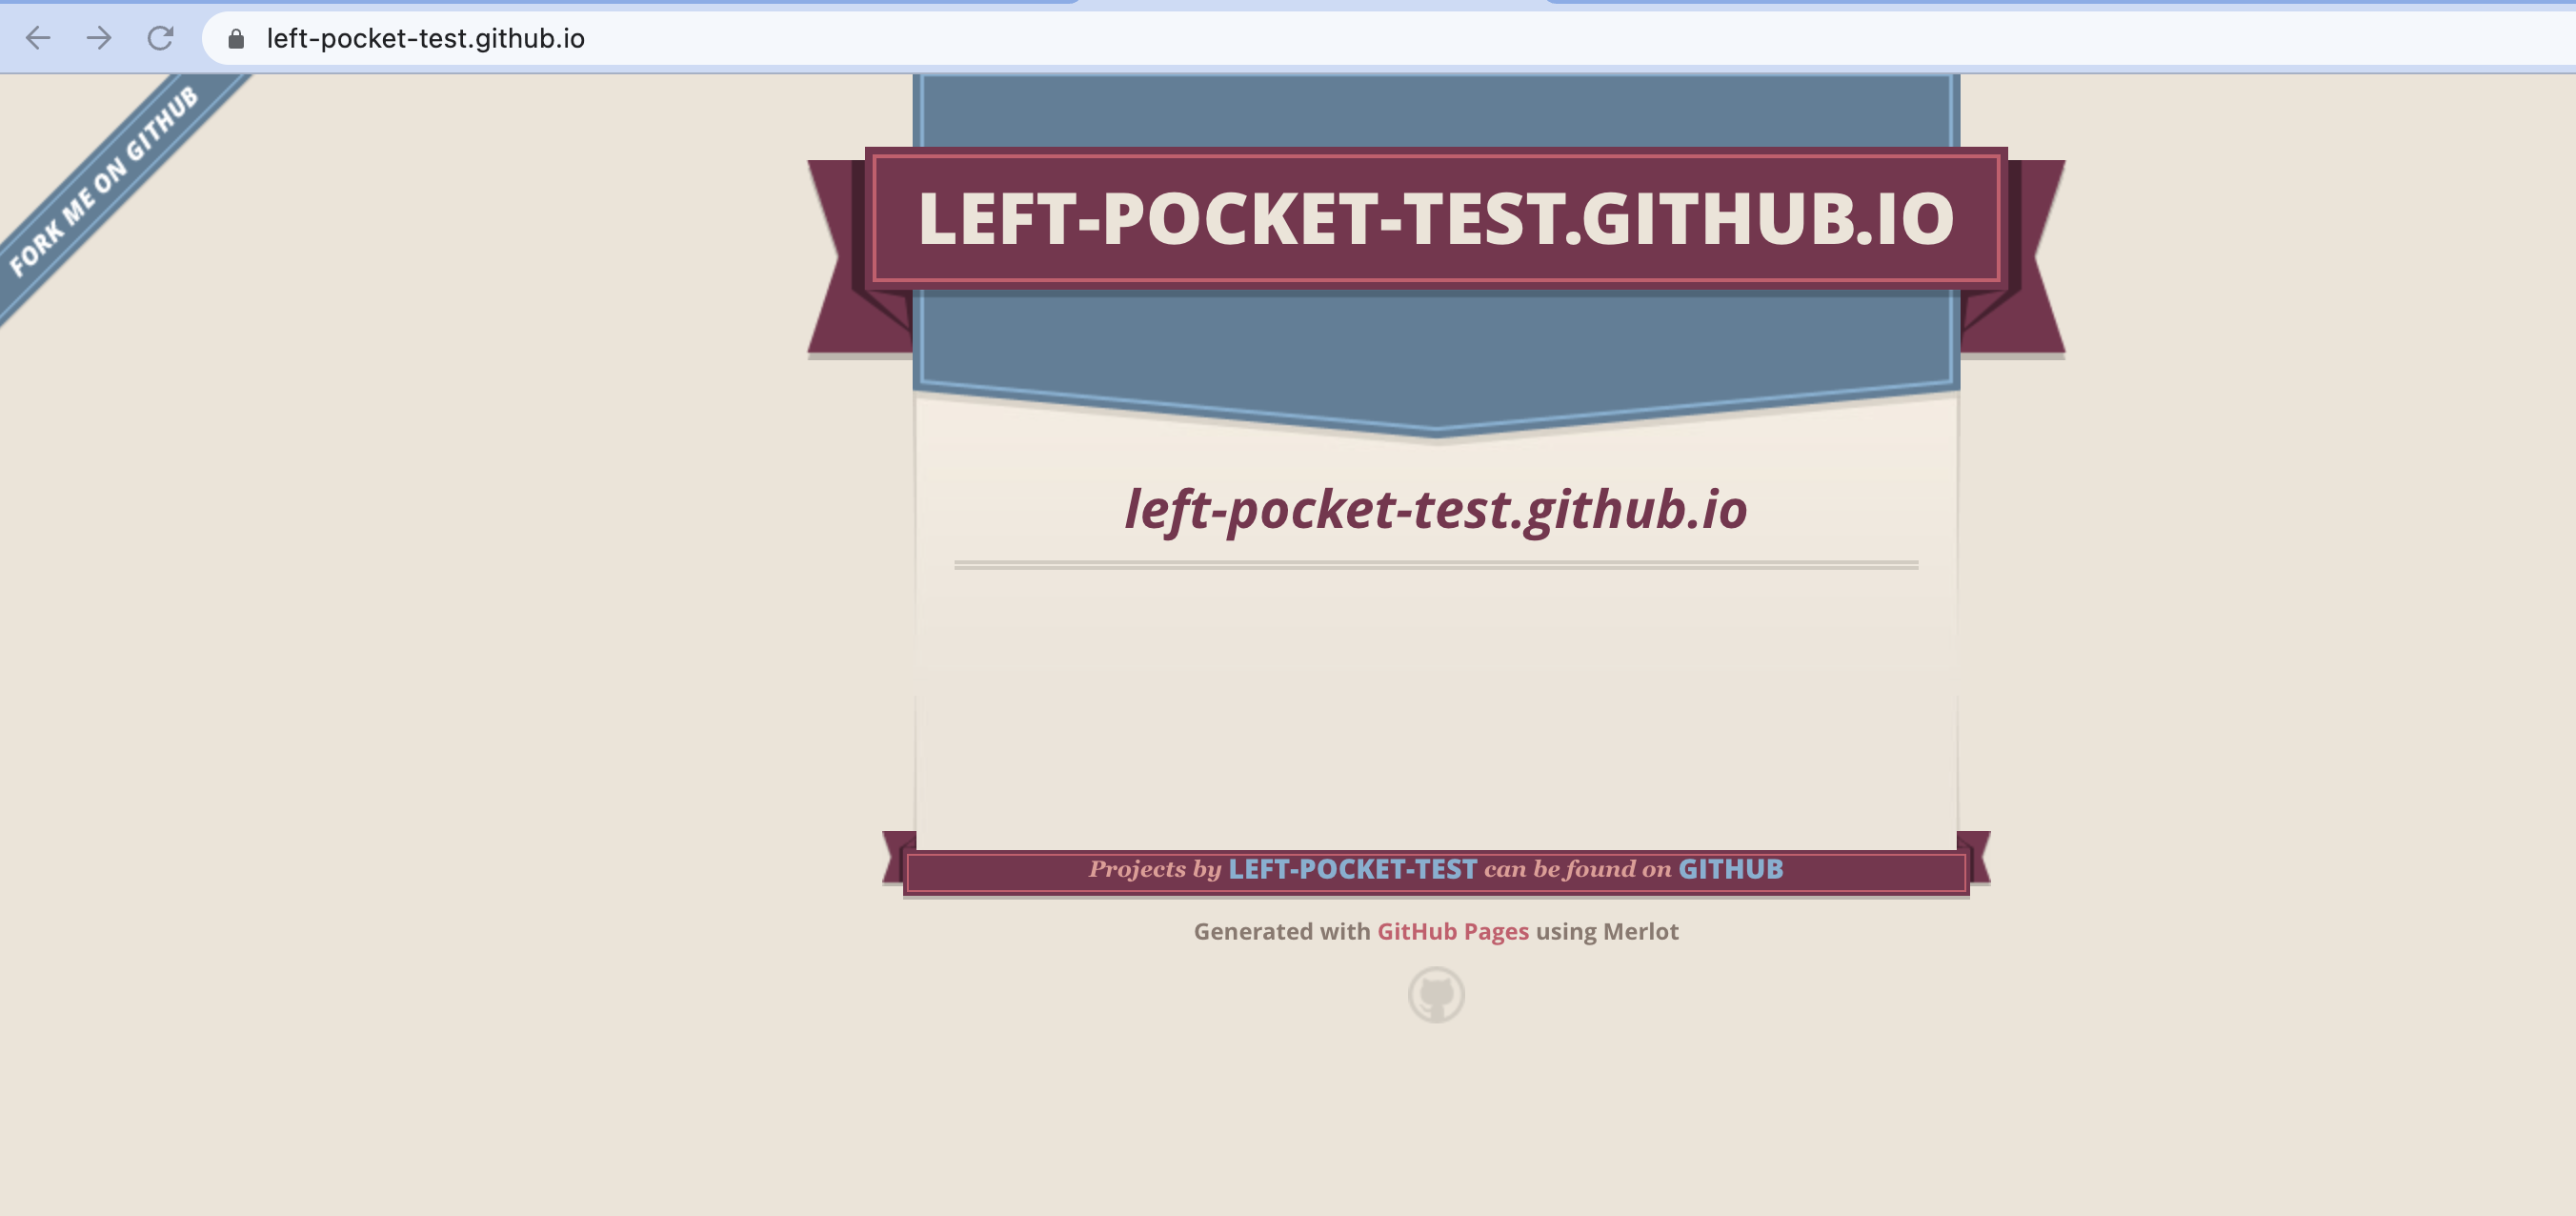 left-pocket-test.github.io
FORK ME ON GITHUB
LEFT-POCKET-TEST.GITHUB.IO
left-pocket-test.github.io
Projects by LEFT-POCKET-TEST can be found on GITHUB
Generated with GitHub Pages using Merlot